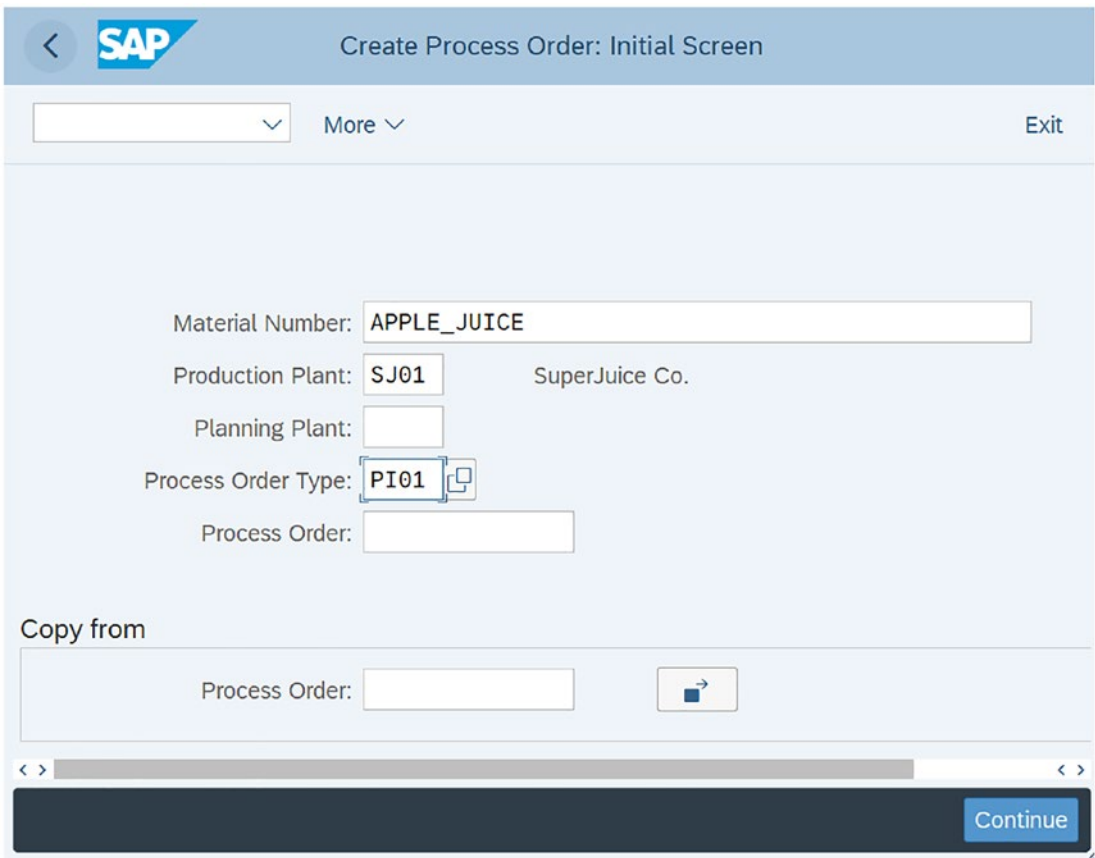 SAP Create Process Order: Initial Screen
More Exit
Material Number: APPLE_JUICE
Production Plant: SJ01 SuperJuice Co.
Planning Plant:
Process Order Type: PI01
Process Order:
Copy from
Process Order:
Continue